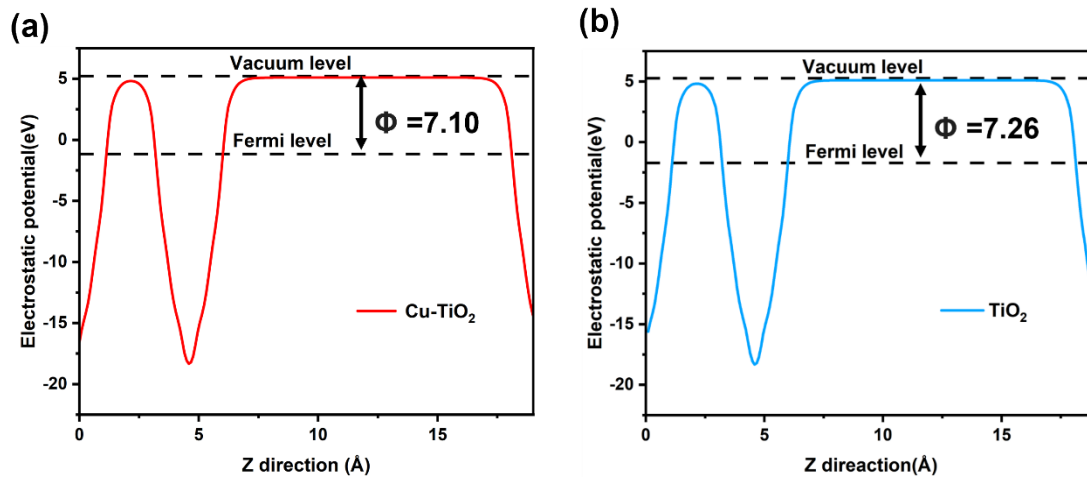 (a)
Electrostatic potential(eV)
5
0
-5
-10
-15
-20
Vacuum level
Φ =7.10
Fermi level
Cu-TiO₂
0 5 10 15
Z direction (Å)
(b)
Electrostatic potential(eV)
5
0
-5
-10
-15
-20
Vacuum level
Φ =7.26
Fermi level
TiO₂
0 5 10 15
Z direaction(Å)